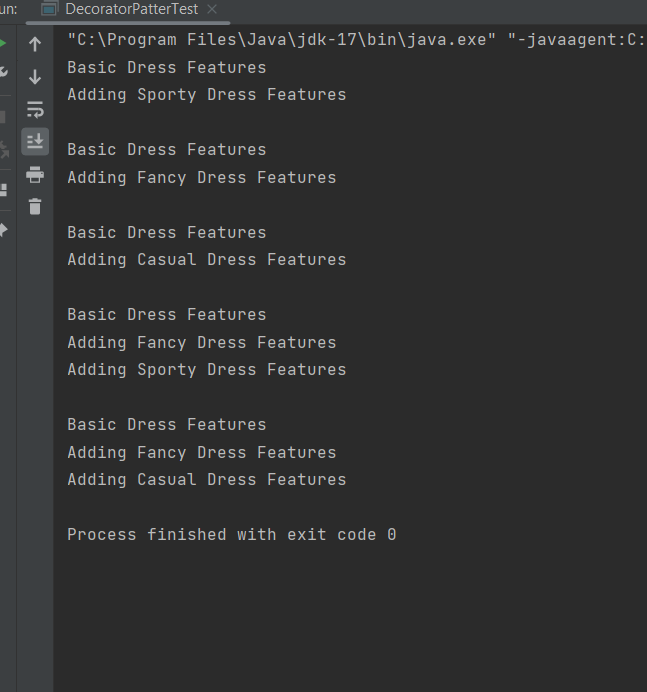 un: DecoratorPatterTest
"C:\Program Files\Java\jdk-17\bin\java.exe" "-javaagent:C:
Basic Dress Features
Adding Sporty Dress Features
Basic Dress Features
Adding Fancy Dress Features
Basic Dress Features
Adding Casual Dress Features
Basic Dress Features
Adding Fancy Dress Features
Adding Sporty Dress Features
Basic Dress Features
Adding Fancy Dress Features
Adding Casual Dress Features
Process finished with exit code 0